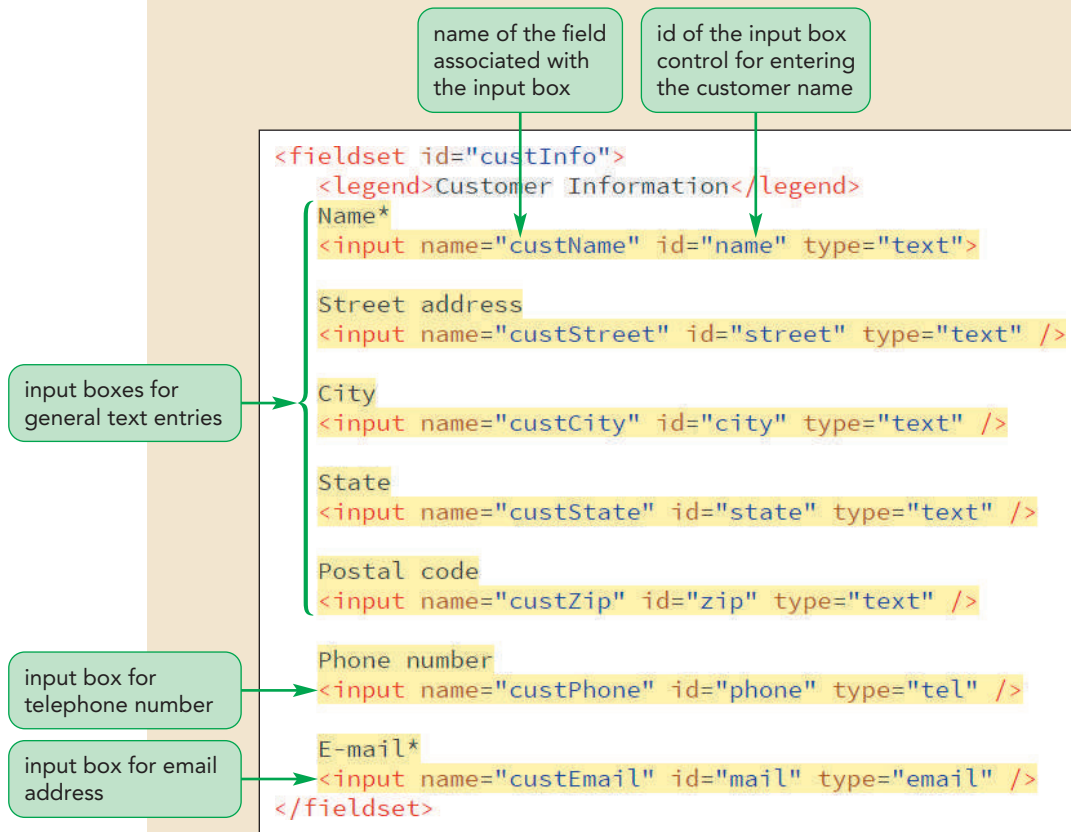 name of the field
associated with
the input box
id of the input box
control for entering
the customer name
<fieldset id="custInfo">
<legend>Customer Information</legend>
Name*
<input name="custName" id="name" type="text">
Street address
<input name="custStreet" id="street" type="text" />
input boxes for
general text entries
City
<input name="custCity" id="city" type="text" />
State
<input name="custState" id="state" type="text" />
Postal code
<input name="custZip" id="zip" type="text" />
input box for
telephone number
Phone number
<input name="custPhone" id="phone" type="tel" />
input box for email
address
E-mail*
<input name="custEmail" id="mail" type="email" />
</fieldset>